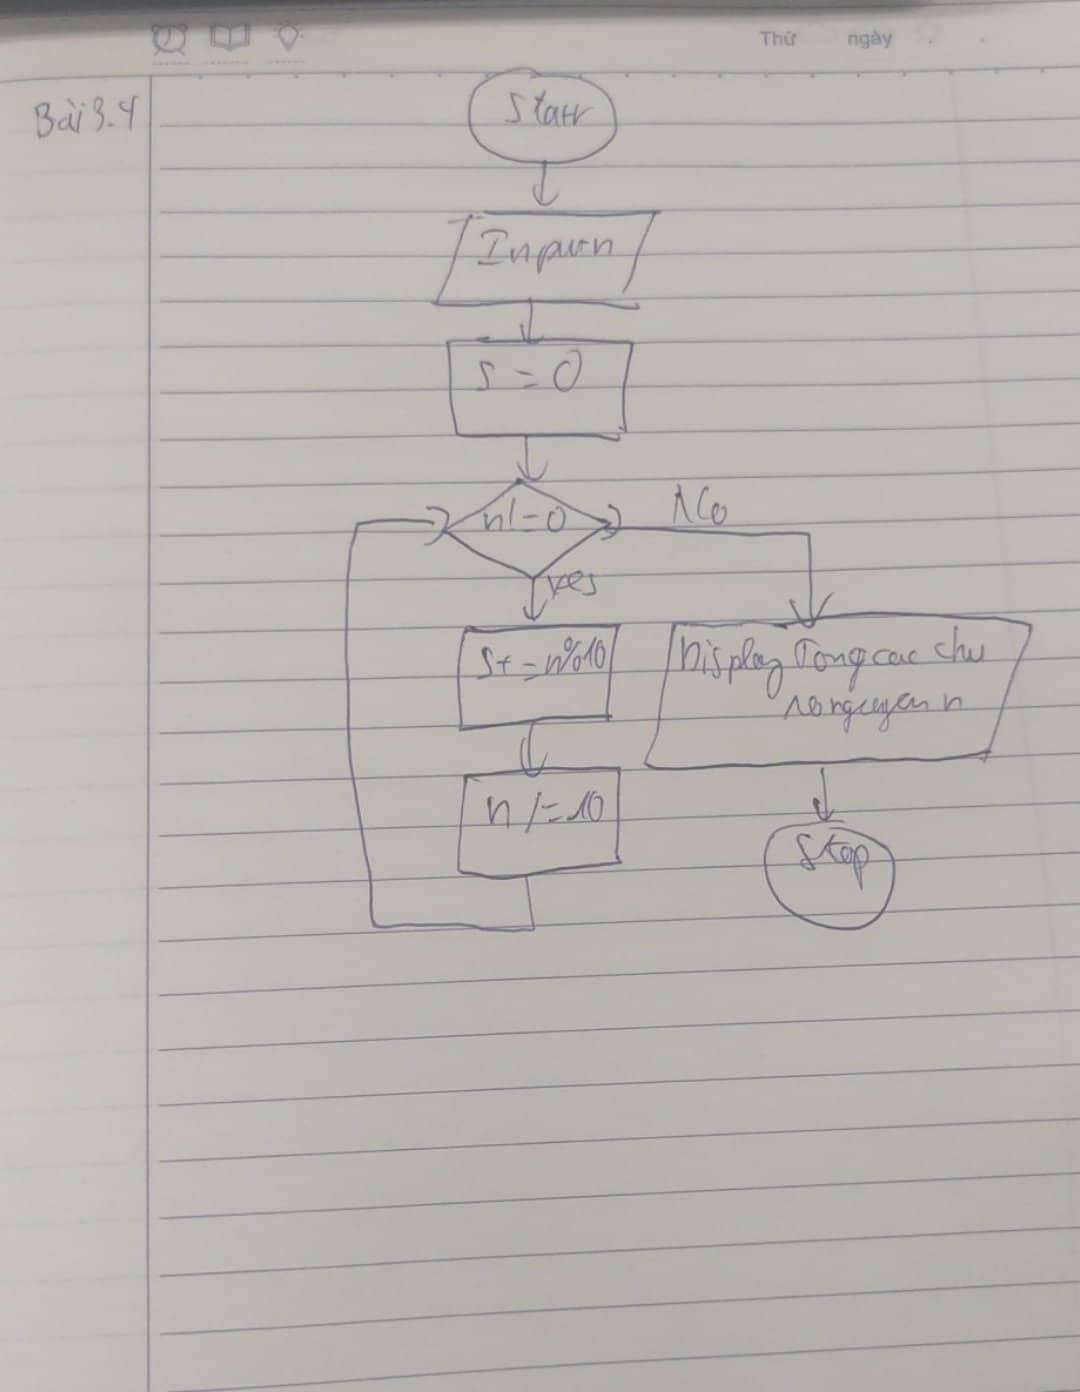 Thứ ngày
Bài 3.4
Start
Input n
S = 0
n!=0
No
yes
S+=n%10
Display Tong cac chu
so nguyen n
n /=10
Stop